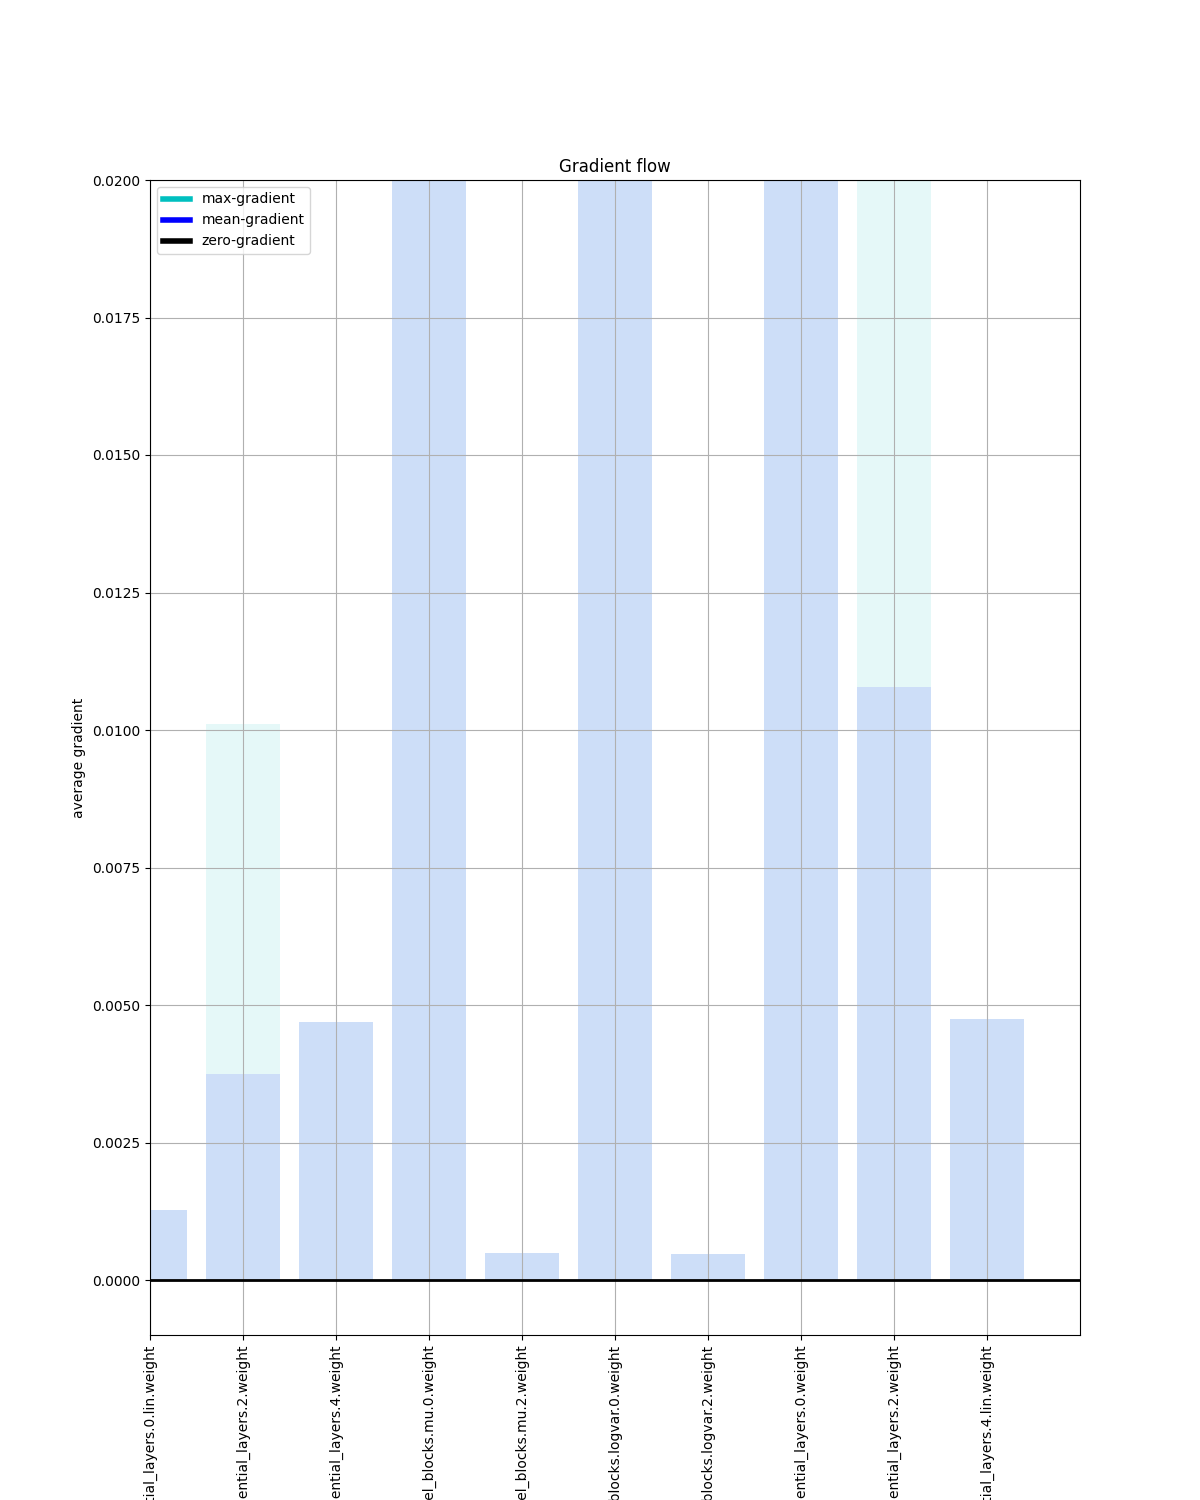 Gradient flow
max-gradient
mean-gradient
zero-gradient
0.0200
0.0175
0.0150
0.0125
0.0100
0.0075
0.0050
0.0025
0.0000
average gradient
tial_layers.0.lin.weight
ential_layers.2.weight
ential_layers.4.weight
el_blocks.mu.0.weight
el_blocks.mu.2.weight
blocks.logvar.0.weight
blocks.logvar.2.weight
ential_layers.0.weight
ential_layers.2.weight
tial_layers.4.lin.weight